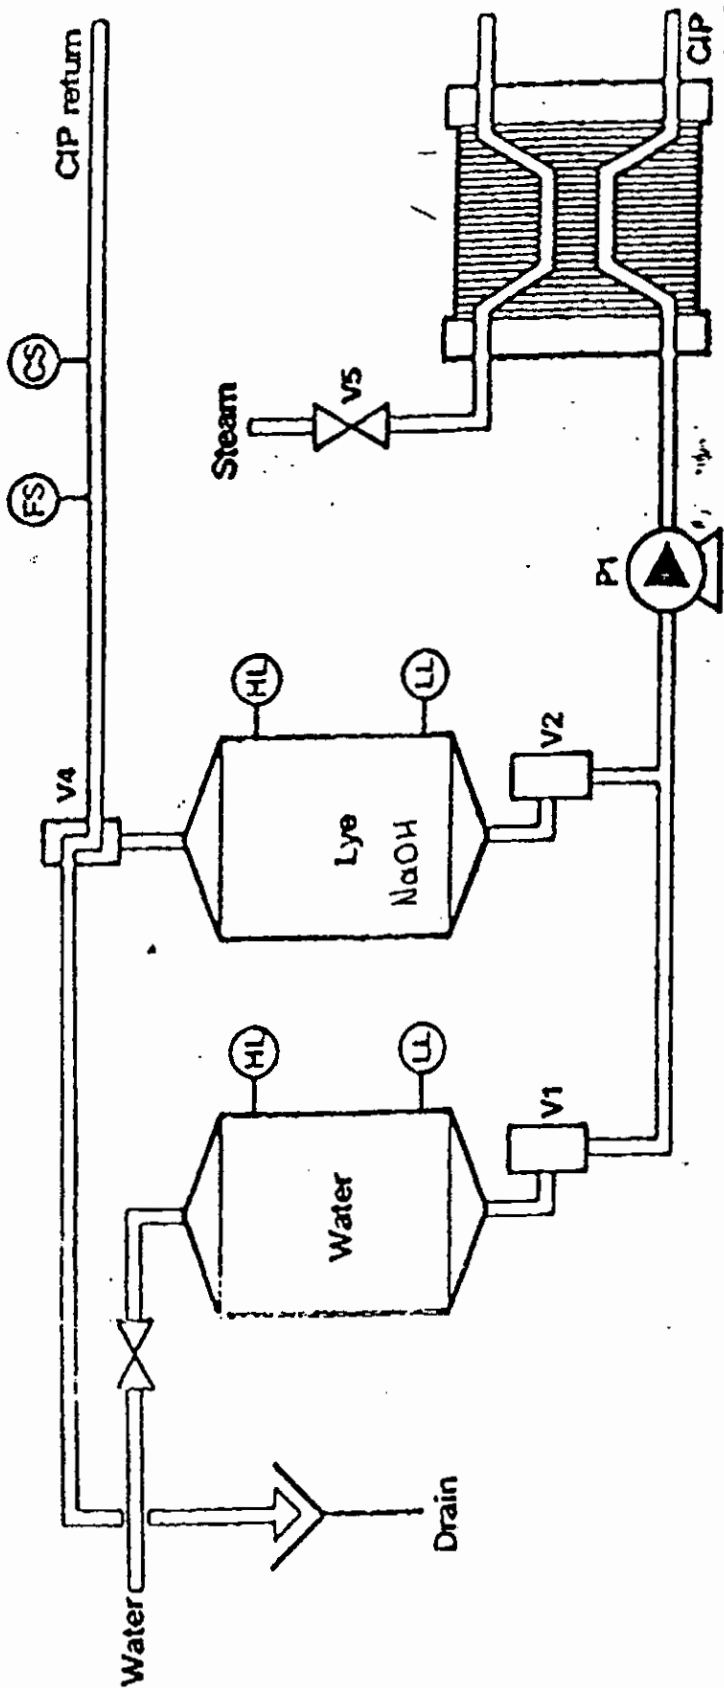 Water
Drain
Water
HL
LL
V1
V4
Lye
NaOH
HL
LL
V2
FS
CS
CIP return
Steam
V5
P1
CIP